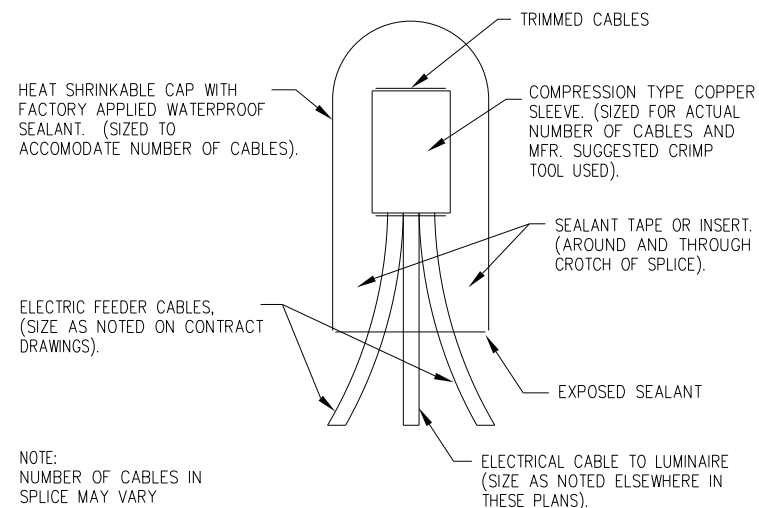 TRIMMED CABLES
HEAT SHRINKABLE CAP WITH
FACTORY APPLIED WATERPROOF
SEALANT. (SIZED TO
ACCOMODATE NUMBER OF CABLES).
COMPRESSION TYPE COPPER
SLEEVE. (SIZED FOR ACTUAL
NUMBER OF CABLES AND
MFR. SUGGESTED CRIMP
TOOL USED).
SEALANT TAPE OR INSERT.
(AROUND AND THROUGH
CROTCH OF SPLICE).
ELECTRIC FEEDER CABLES,
(SIZE AS NOTED ON CONTRACT
DRAWINGS).
EXPOSED SEALANT
NOTE:
NUMBER OF CABLES IN
SPLICE MAY VARY
ELECTRICAL CABLE TO LUMINAIRE
(SIZE AS NOTED ELSEWHERE IN
THESE PLANS).